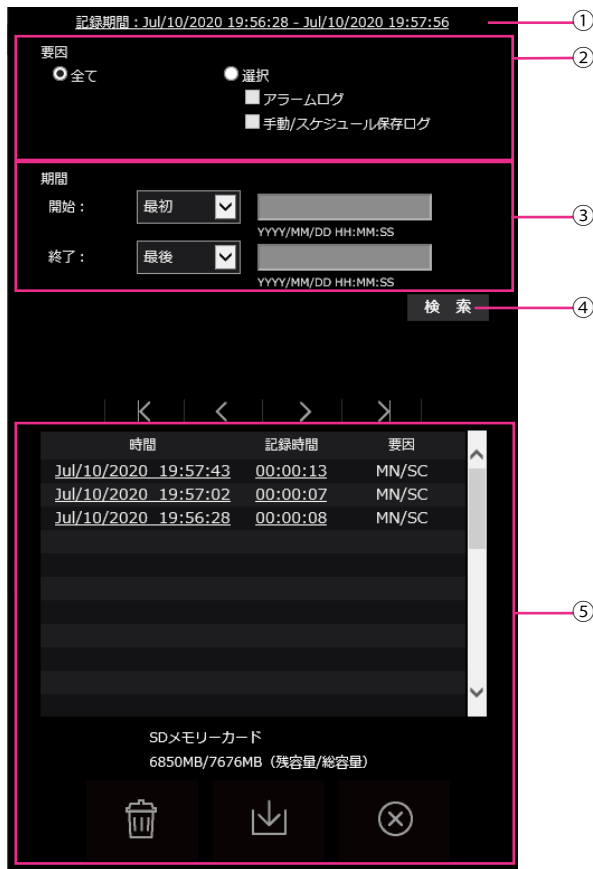 記録期間 : Jul/10/2020 19:56:28 - Jul/10/2020 19:57:56 ①
要因 ②
全て 選択
アラームログ
手動/スケジュール保存ログ
期間
開始 : 最初 ③
YYYY/MM/DD HH:MM:SS
終了 : 最後
YYYY/MM/DD HH:MM:SS
検 索 ④
時間 記録時間 要因
Jul/10/2020 19:57:43 00:00:13 MN/SC
Jul/10/2020 19:57:02 00:00:07 MN/SC
Jul/10/2020 19:56:28 00:00:08 MN/SC
⑤
SDメモリーカード
6850MB/7676MB（残容量/総容量）